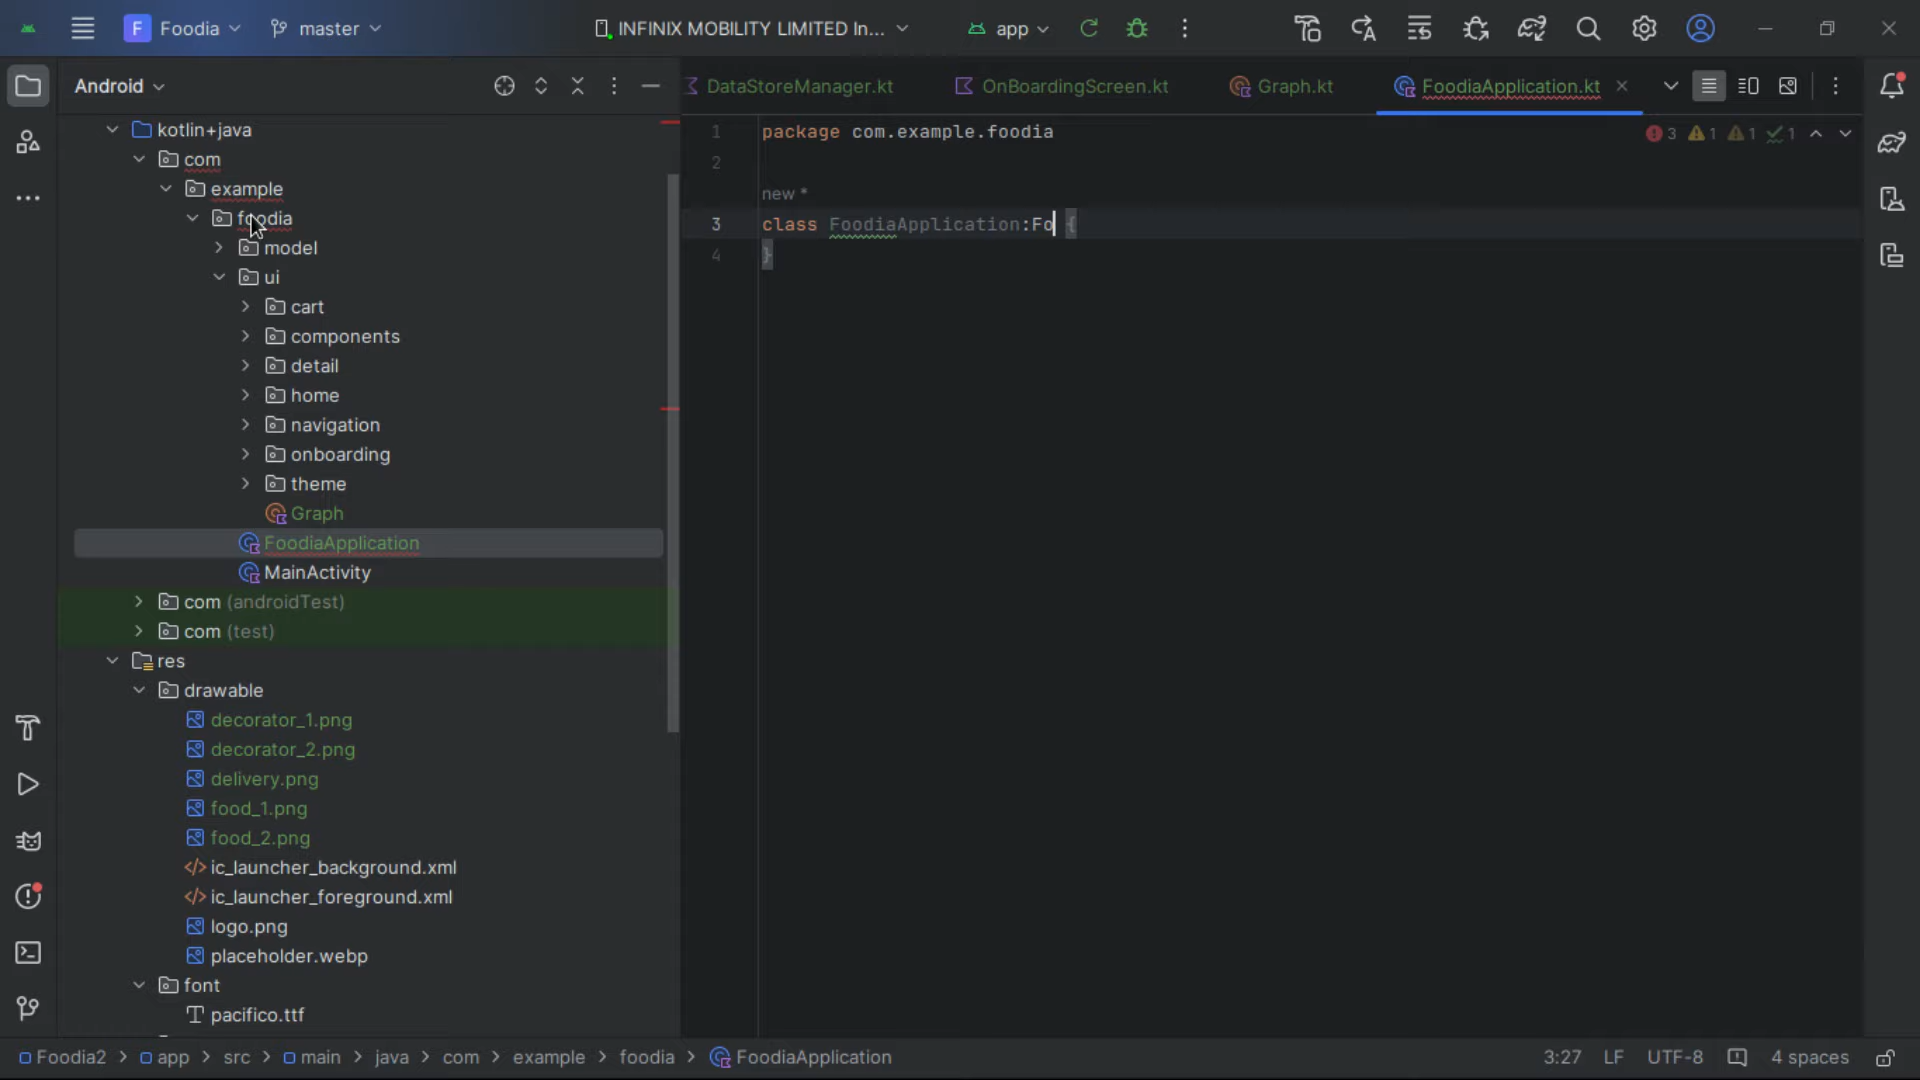 F Foodia master INFINIX MOBILITY LIMITED In... app
Android
DataStoreManager.kt OnBoardingScreen.kt Graph.kt FoodiaApplication.kt
kotlin+java
com
example
foodia
model
ui
cart
components
detail
home
navigation
onboarding
theme
Graph
FoodiaApplication
MainActivity
com (androidTest)
com (test)
res
drawable
decorator_1.png
decorator_2.png
delivery.png
food_1.png
food_2.png
ic_launcher_background.xml
ic_launcher_foreground.xml
logo.png
placeholder.webp
font
pacifico.ttf
1 package com.example.foodia
3 1 1 1
2
new *
3 class FoodiaApplication:Fo {
4 }
Foodia2 > app > src > main > java > com > example > foodia > FoodiaApplication
3:27 LF UTF-8 4 spaces